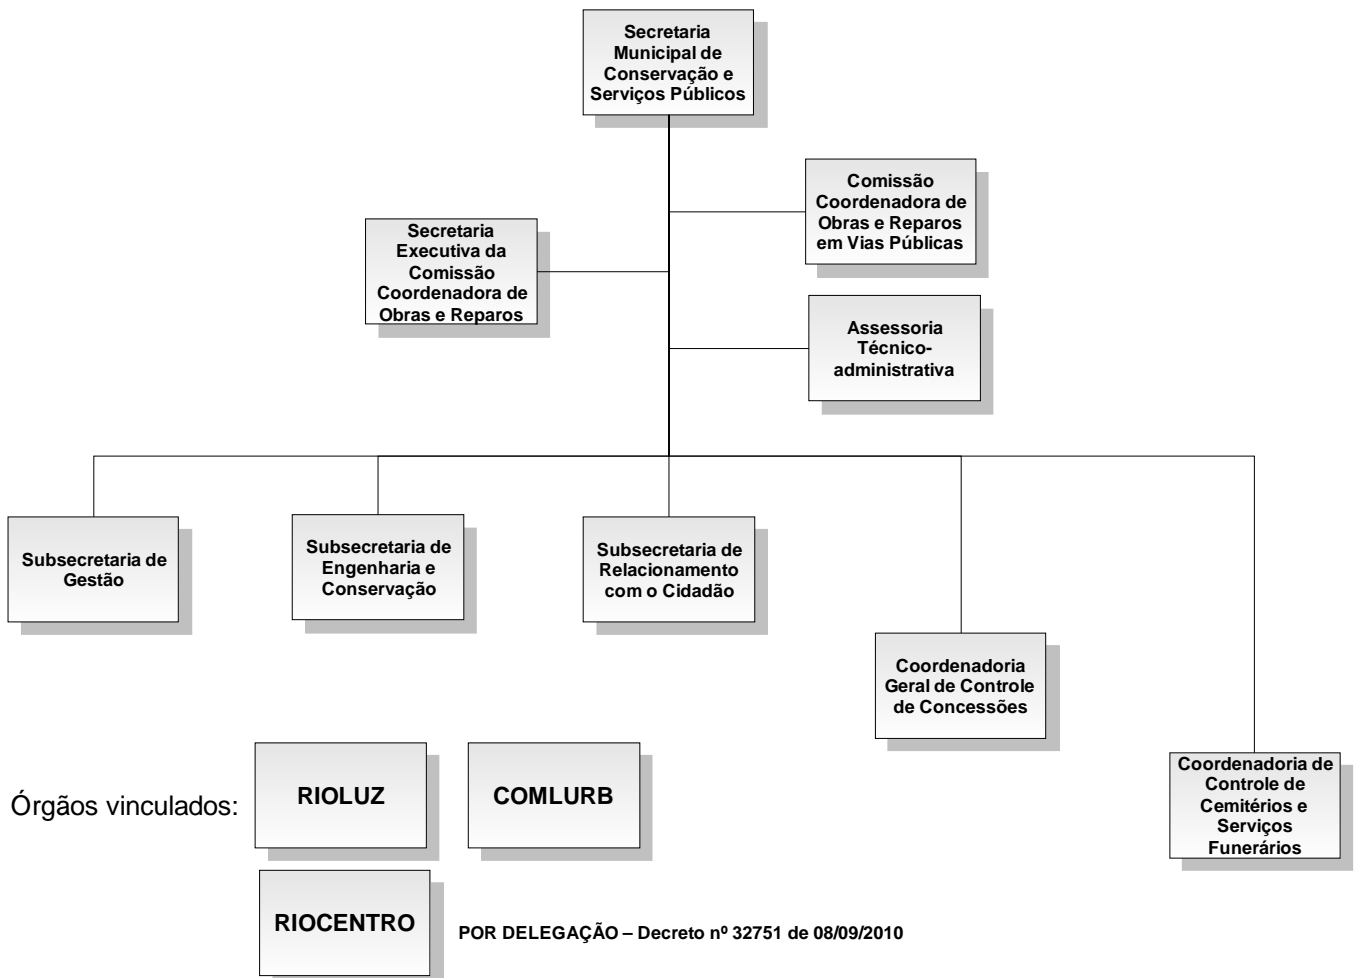 Secretaria
Municipal de
Conservação e
Serviços Públicos
Comissão
Coordenadora de
Obras e Reparos
em Vias Públicas
Secretaria
Executiva da
Comissão
Coordenadora de
Obras e Reparos
Assessoria
Técnico-
administrativa
Subsecretaria de
Gestão
Subsecretaria de
Engenharia e
Conservação
Subsecretaria de
Relacionamento
com o Cidadão
Coordenadoria
Geral de Controle
de Concessões
Coordenadoria de
Controle de
Cemitérios e
Serviços
Funerários
Órgãos vinculados:
RIOLUZ
COMLURB
RIOCENTRO
POR DELEGAÇÃO – Decreto nº 32751 de 08/09/2010